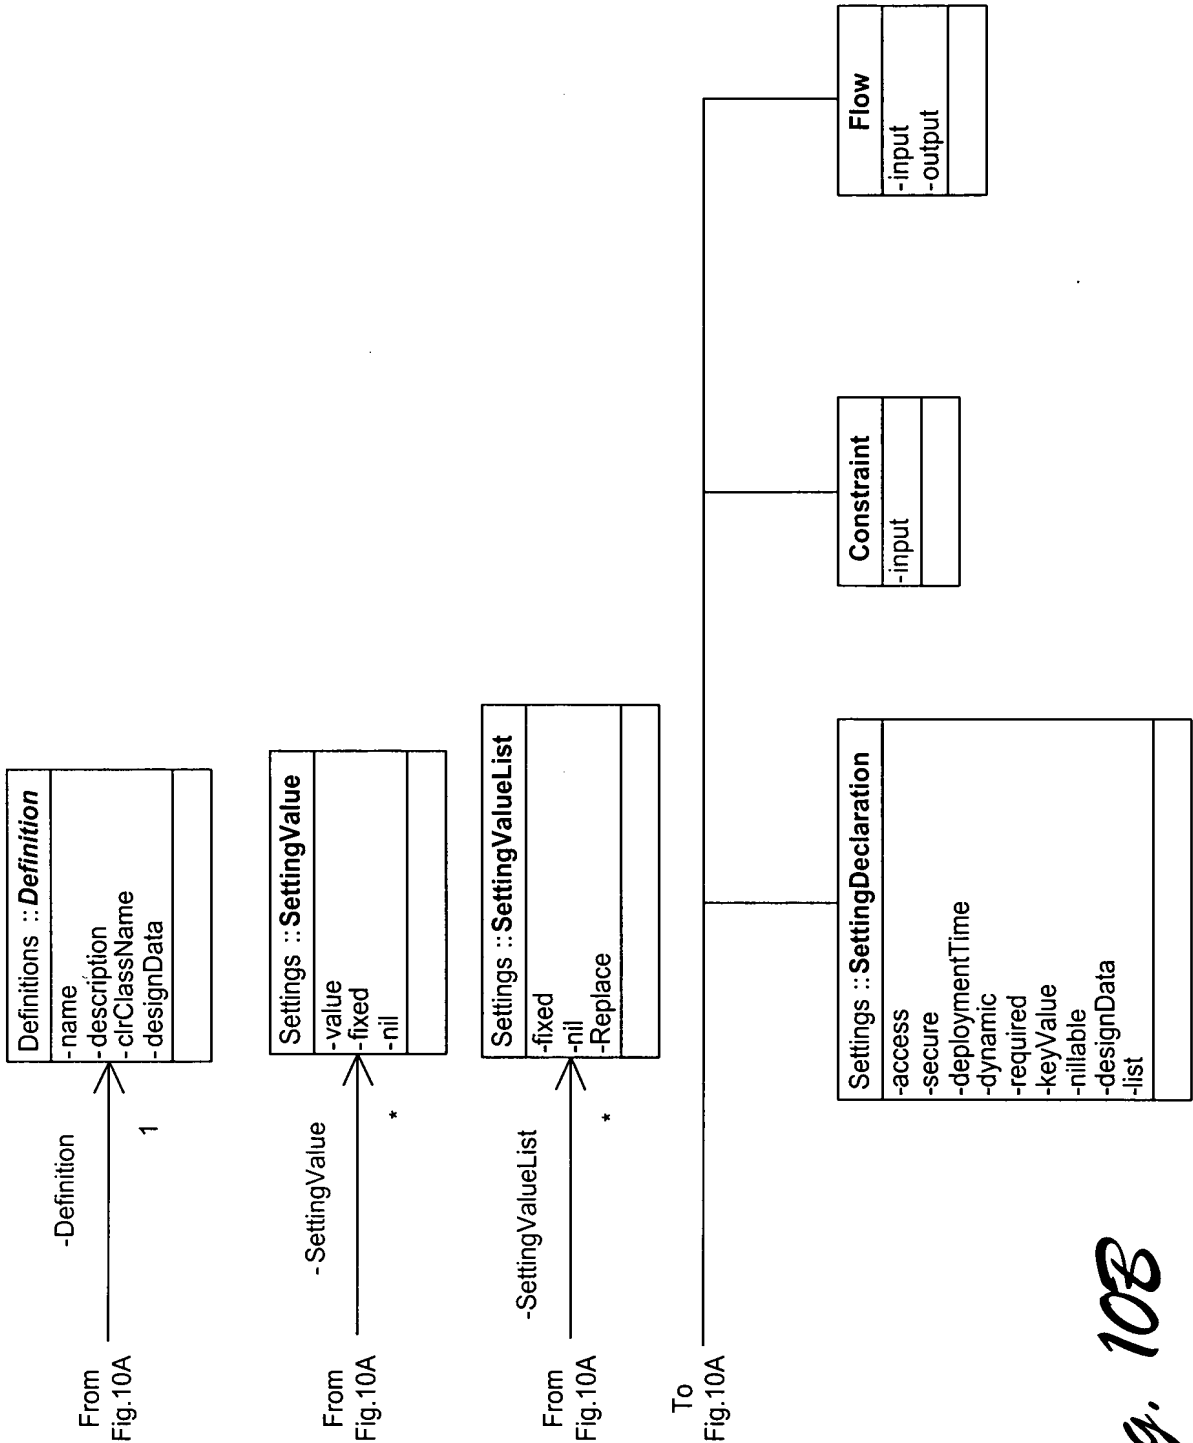 From
Fig.10A
-Definition
1
Definitions ::Definition
-name
-description
-clrClassName
-designData
From
Fig.10A
-SettingValue
*
Settings ::SettingValue
-value
-fixed
-nil
From
Fig.10A
-SettingValueList
*
Settings ::SettingValueList
-fixed
-nil
-Replace
To
Fig.10A
Settings ::SettingDeclaration
-access
-secure
-deploymentTime
-dynamic
-required
-keyValue
-nillable
-designData
-list
Constraint
-input
Flow
-input
-output
g. 10B